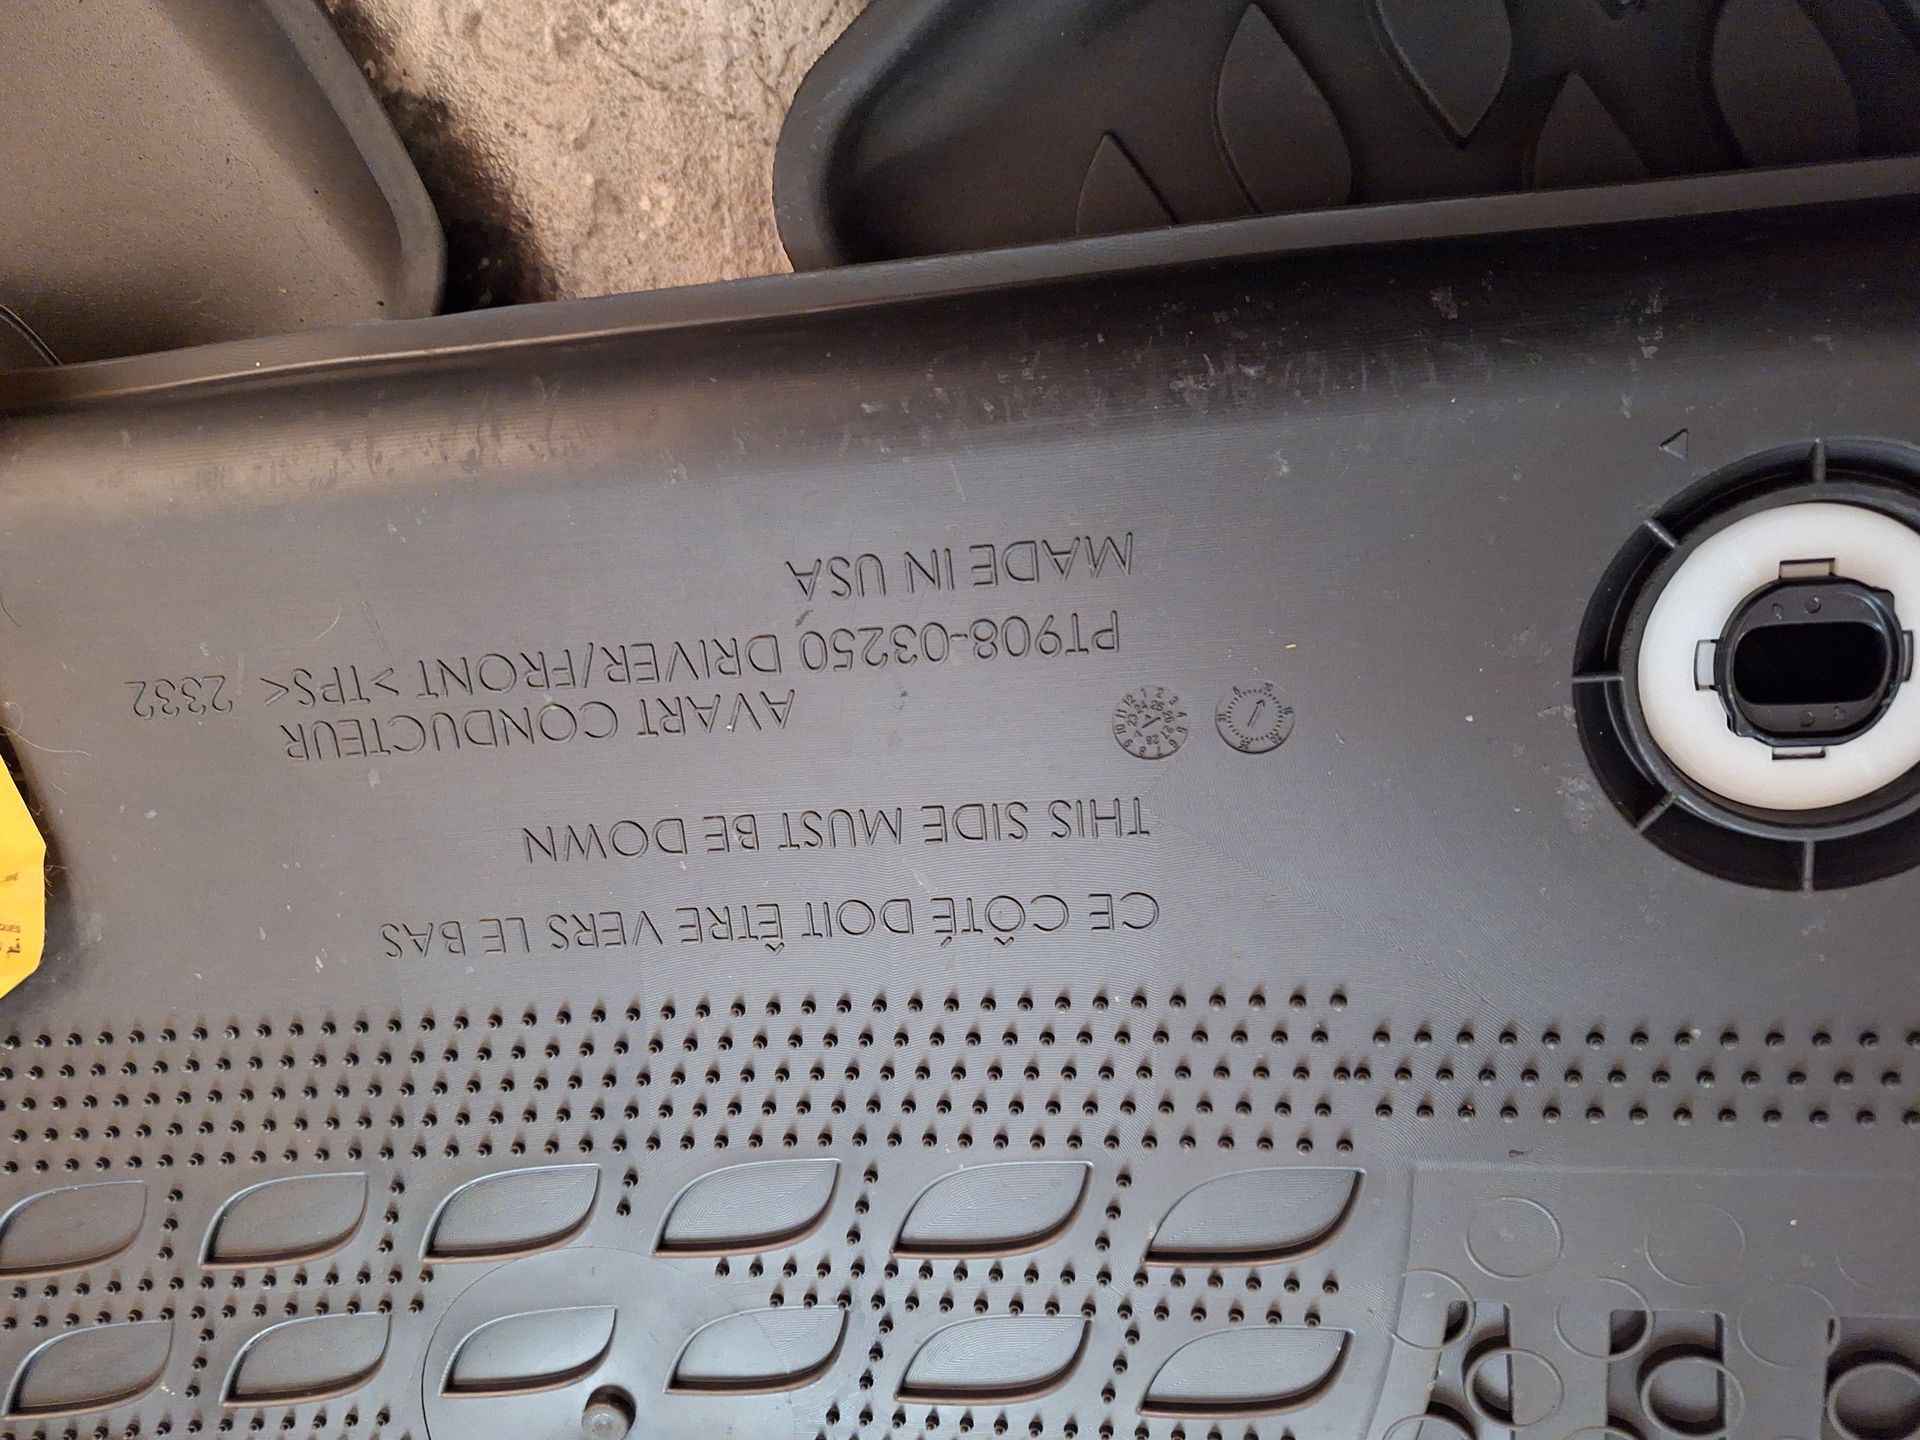 CE CÔTÉ DOIT ÊTRE VERS LE BAS
THIS SIDE MUST BE DOWN
AVART CONDUCTEUR
PT908-03250 DRIVER/FRONT >TPS< 2332
MADE IN USA